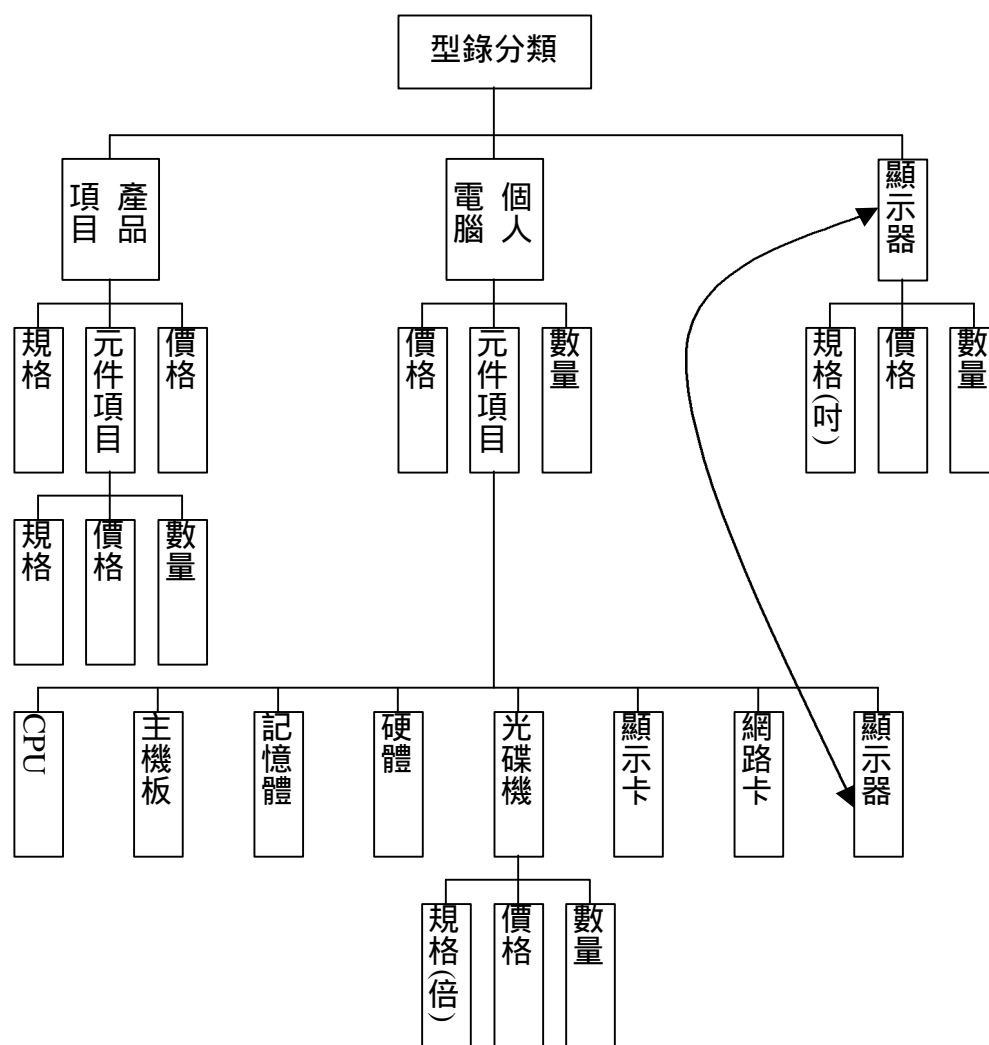 型錄分類
產品項目
個人電腦
顯示器
規格
元件項目
價格
價格
元件項目
數量
規格(吋)
價格
數量
規格
價格
數量
CPU
主機板
記憶體
硬體
光碟機
顯示卡
網路卡
顯示器
規格(倍)
價格
數量